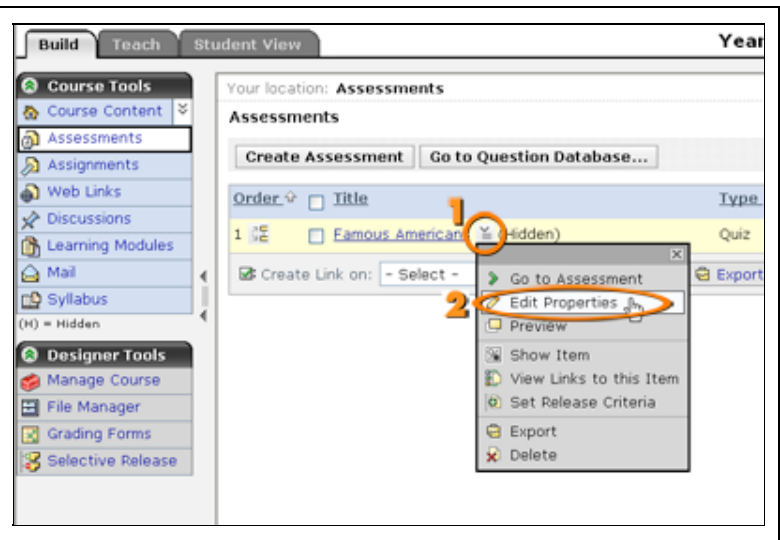 Build Teach Student View Year
Course Tools
Course Content
Assessments
Assignments
Web Links
Discussions
Learning Modules
Mail
Syllabus
(H) = Hidden
Designer Tools
Manage Course
File Manager
Grading Forms
Selective Release
Your location: Assessments
Assessments
Create Assessment Go to Question Database...
Order Title Type
1 Famous American (Hidden) Quiz
Create Link on: - Select - Export
1
2
Go to Assessment
Edit Properties
Preview
Show Item
View Links to this Item
Set Release Criteria
Export
Delete